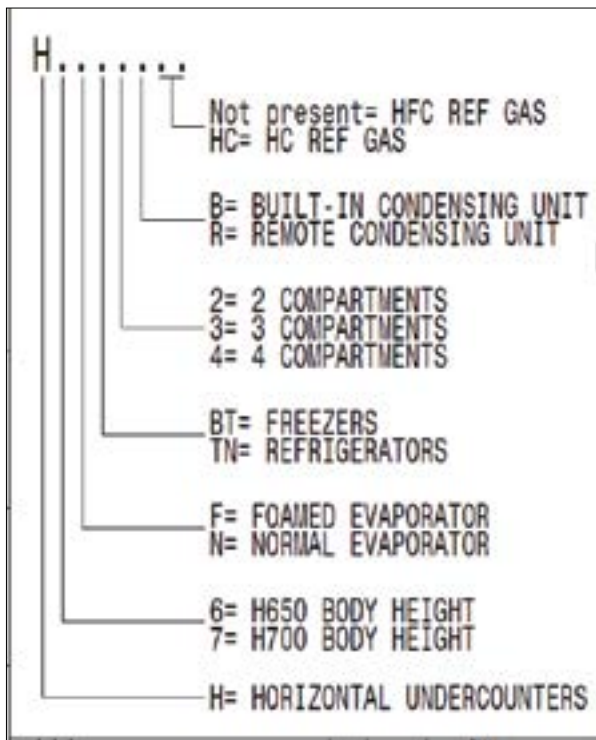 H......
Not present= HFC REF GAS
HC= HC REF GAS
B= BUILT-IN CONDENSING UNIT
R= REMOTE CONDENSING UNIT
2= 2 COMPARTMENTS
3= 3 COMPARTMENTS
4= 4 COMPARTMENTS
BT= FREEZERS
TN= REFRIGERATORS
F= FOAMED EVAPORATOR
N= NORMAL EVAPORATOR
6= H650 BODY HEIGHT
7= H700 BODY HEIGHT
H= HORIZONTAL UNDERCOUNTERS